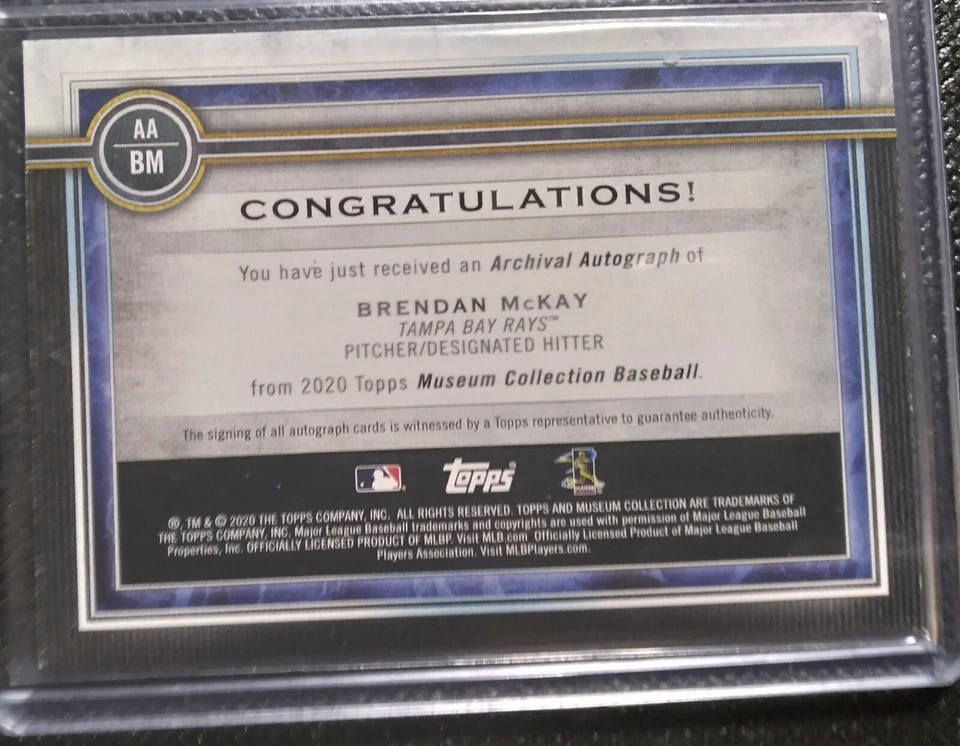 AA
BM
CONGRATULATIONS!
You have just received an Archival Autograph of
BRENDAN McKAY
TAMPA BAY RAYS™
PITCHER/DESIGNATED HITTER
from 2020 Topps Museum Collection Baseball.
The signing of all autograph cards is witnessed by a Topps representative to guarantee authenticity.
topps®
®, TM & © 2020 THE TOPPS COMPANY, INC. ALL RIGHTS RESERVED. TOPPS AND MUSEUM COLLECTION ARE TRADEMARKS OF
THE TOPPS COMPANY, INC. Major League Baseball trademarks and copyrights are used with permission of Major League Baseball
Properties, Inc. OFFICIALLY LICENSED PRODUCT OF MLBP. Visit MLB.com Officially Licensed Product of Major League Baseball
Players Association. Visit MLBPlayers.com.